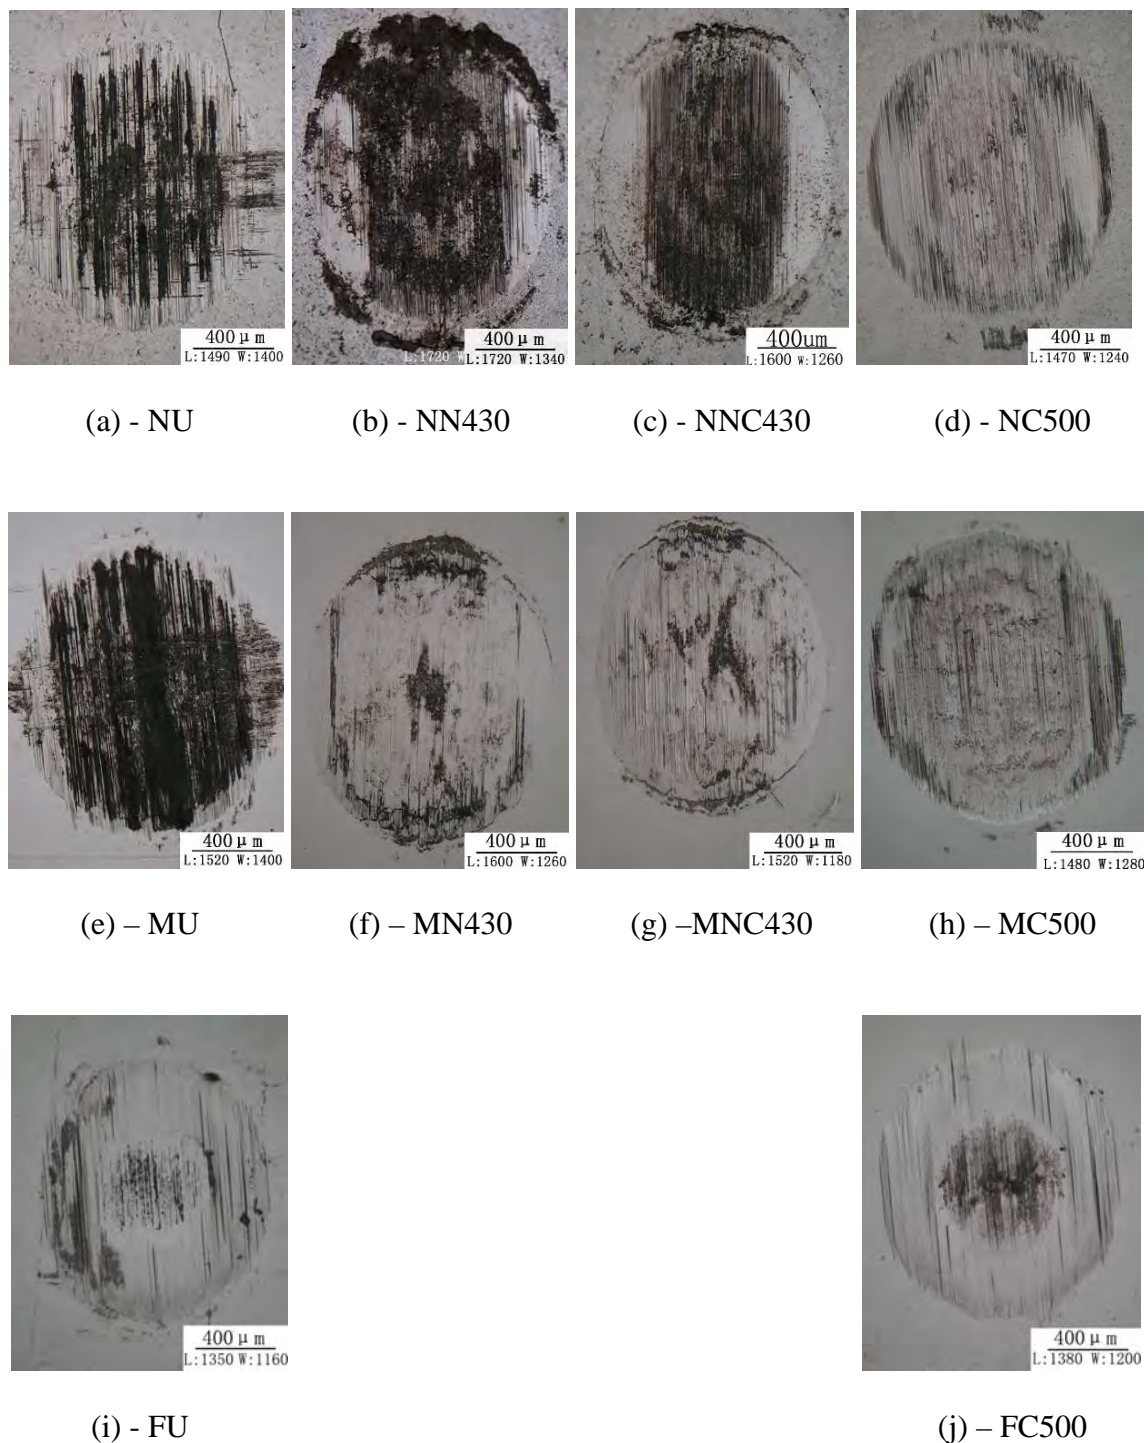 400 μ m
L:1490 W:1400
400 μ m
L:1720 W
L:1720 W:1340
400um
L:1600 W:1260
400 μ m
L:1470 W:1240
(a) - NU
(b) - NN430
(c) - NNC430
(d) - NC500
400 μ m
L:1520 W:1400
400 μ m
L:1600 W:1260
400 μ m
L:1520 W:1180
400 μ m
L:1480 W:1280
(e) – MU
(f) – MN430
(g) –MNC430
(h) – MC500
400 μ m
L:1350 W:1160
400 μ m
L:1380 W:1200
(i) - FU
(j) – FC500